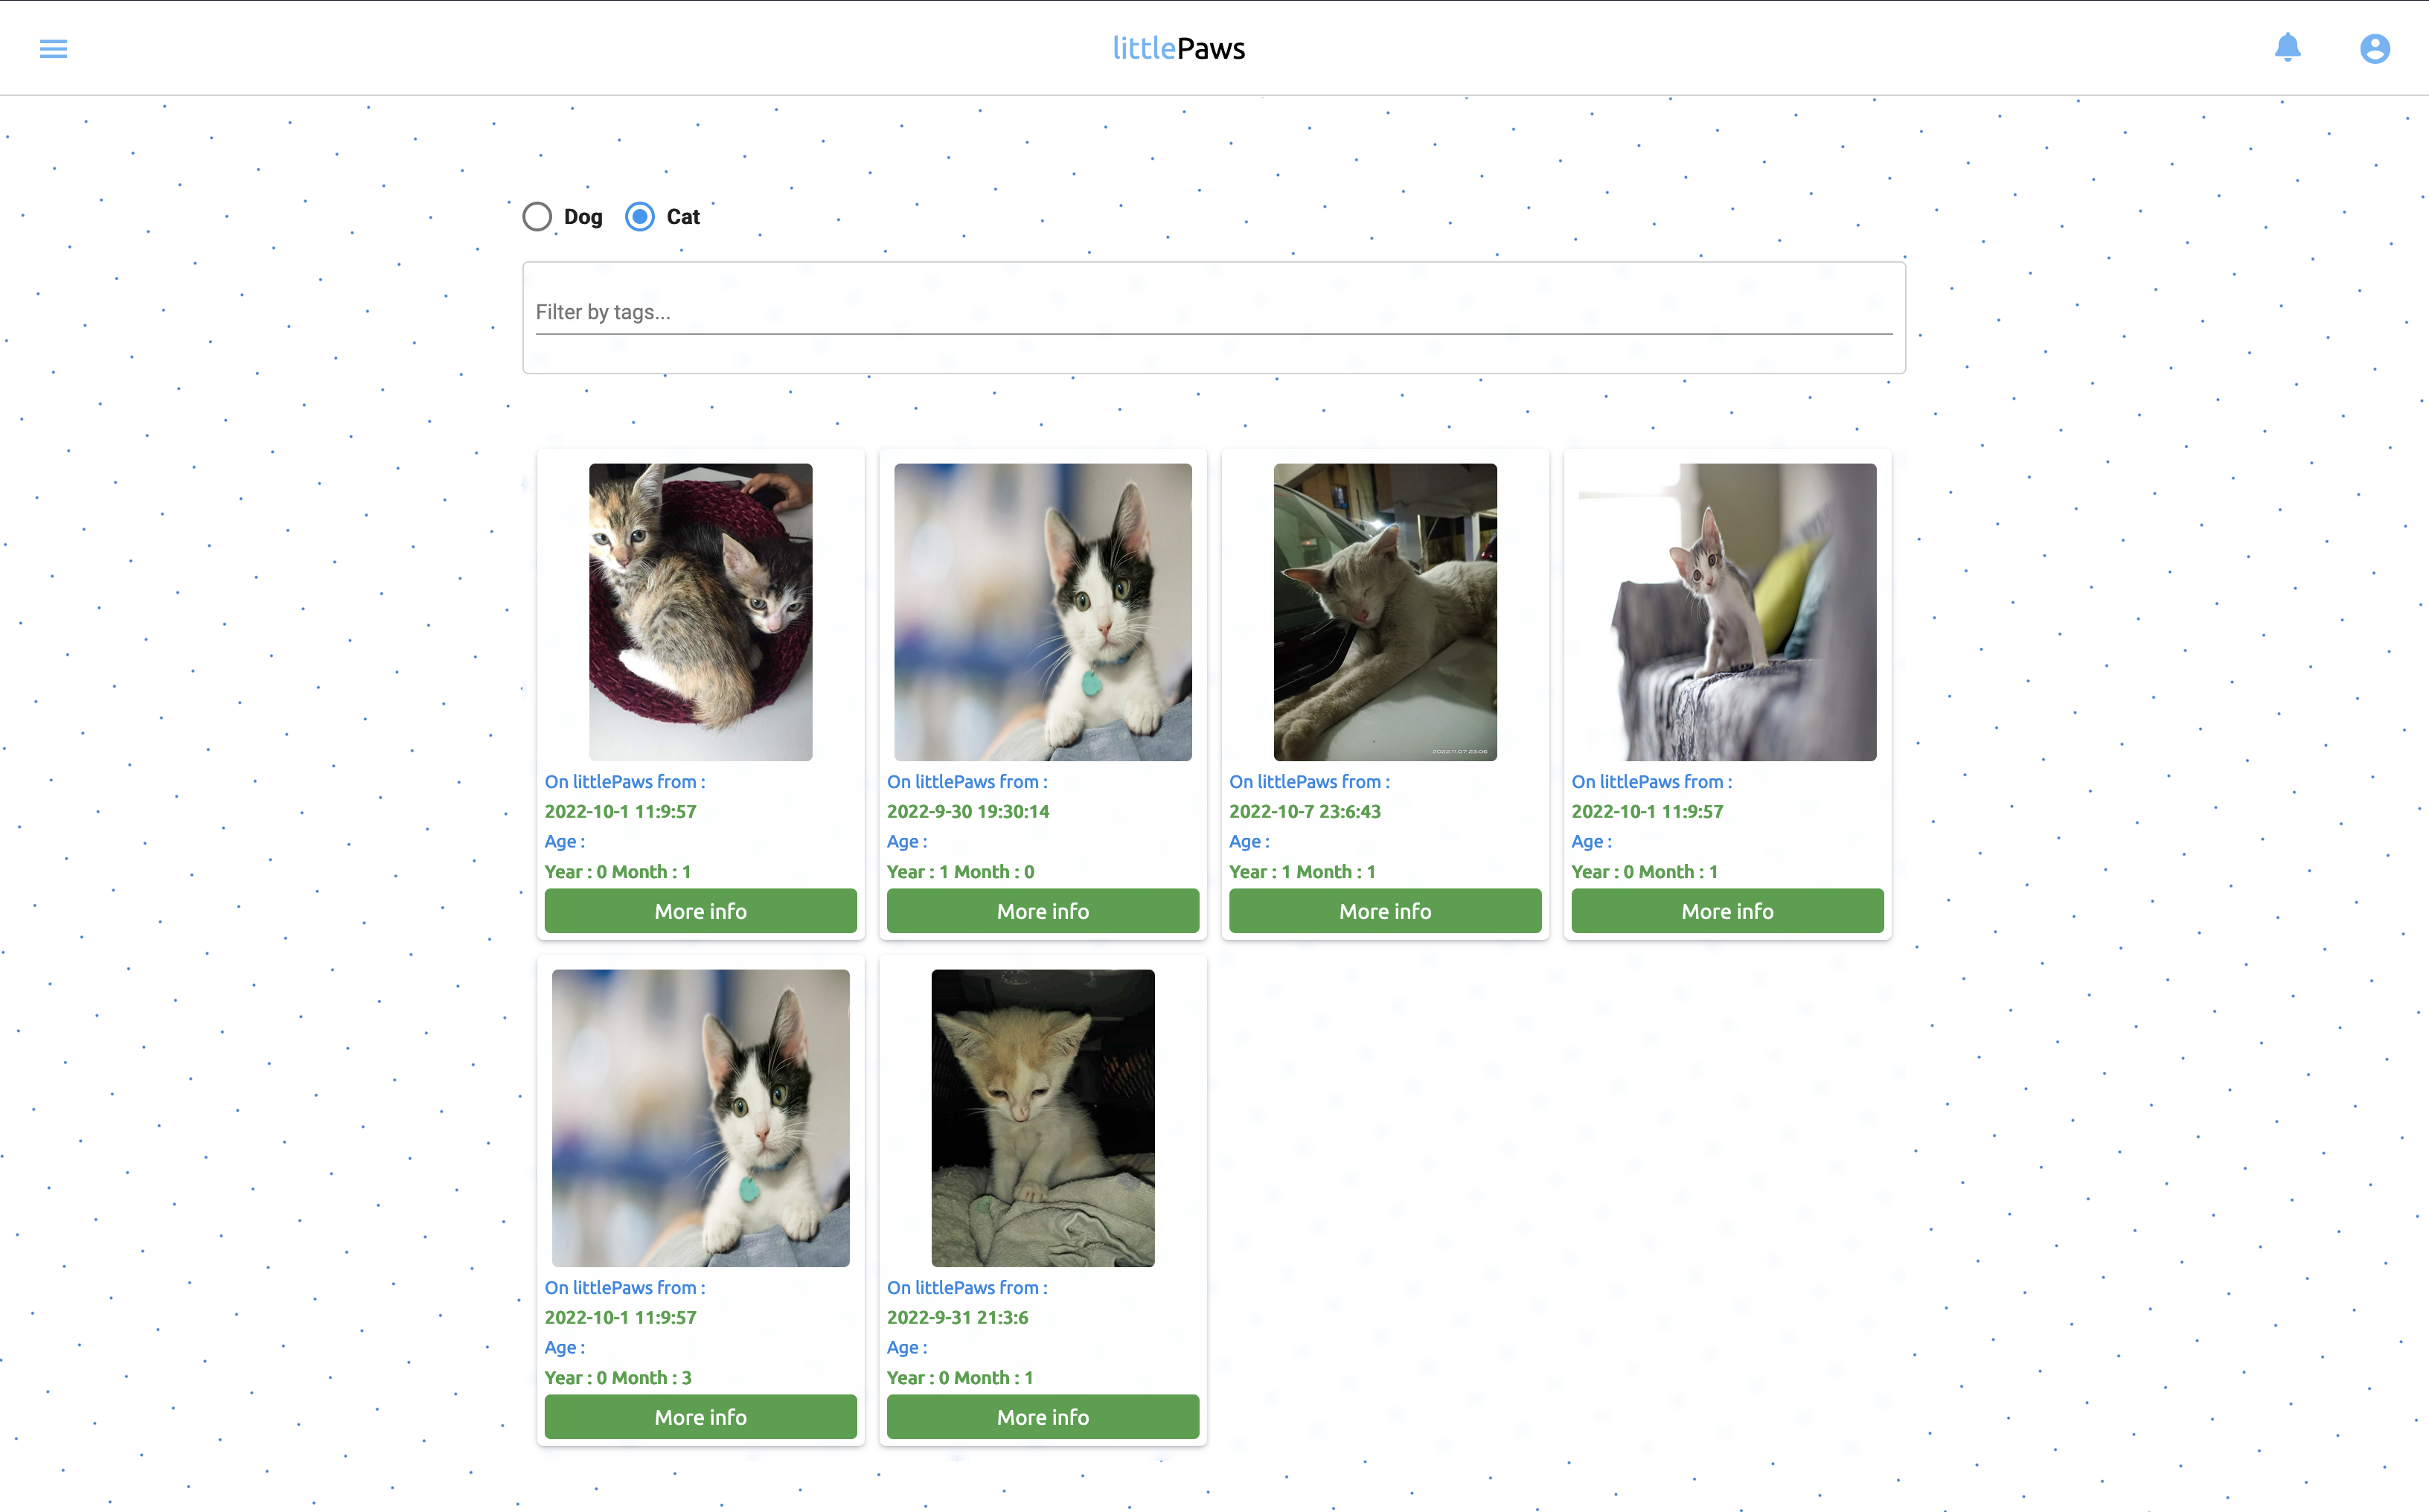 littlePaws
Dog Cat
Filter by tags...
2022.11.07 23:06
On littlePaws from :
2022-10-1 11:9:57
Age :
Year : 0 Month : 1
More info
On littlePaws from :
2022-9-30 19:30:14
Age :
Year : 1 Month : 0
More info
On littlePaws from :
2022-10-7 23:6:43
Age :
Year : 1 Month : 1
More info
On littlePaws from :
2022-10-1 11:9:57
Age :
Year : 0 Month : 1
More info
On littlePaws from :
2022-10-1 11:9:57
Age :
Year : 0 Month : 3
More info
On littlePaws from :
2022-9-31 21:3:6
Age :
Year : 0 Month : 1
More info